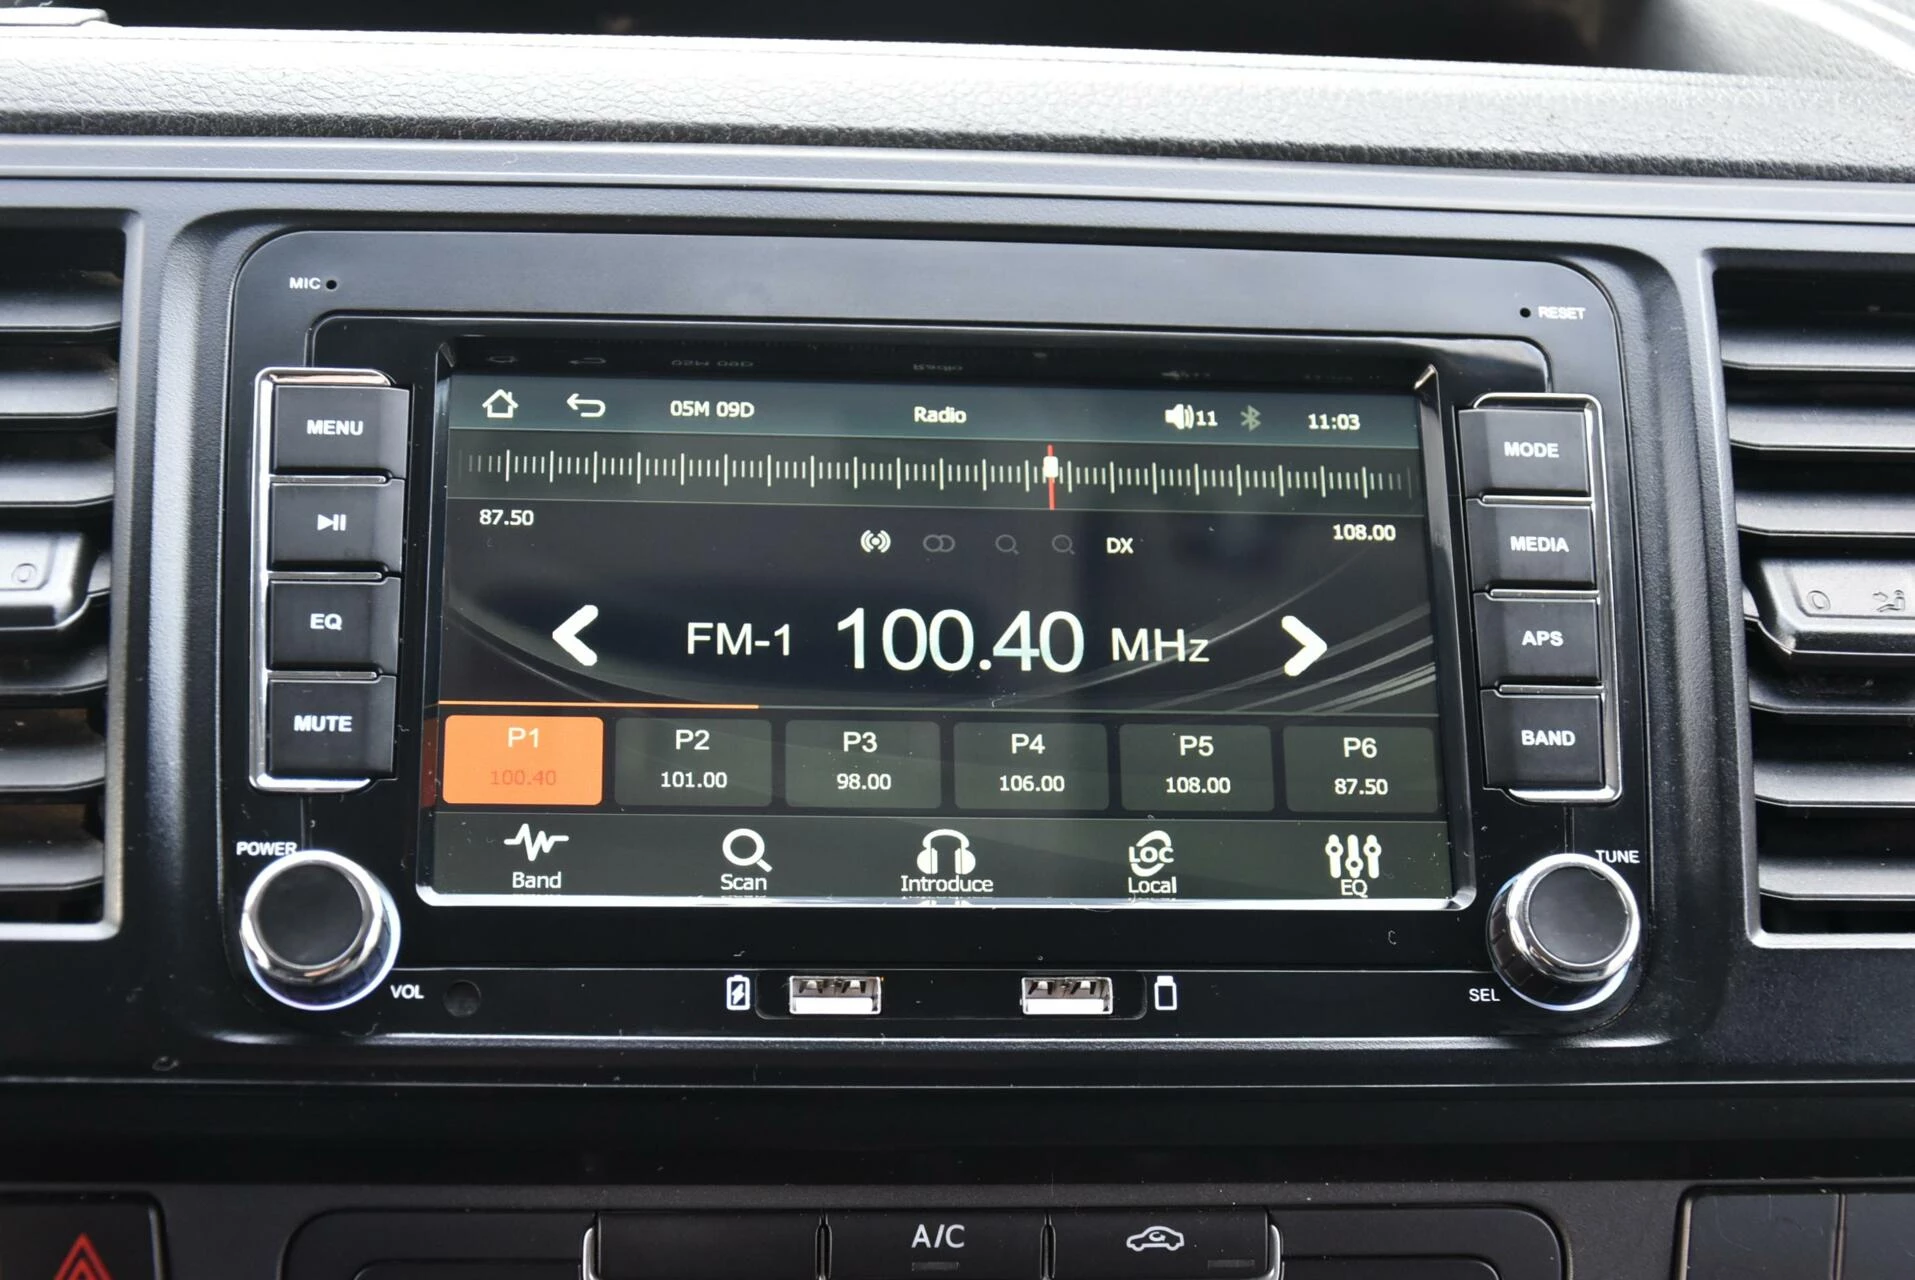 MIC
RESET
05M 09D Radio 11 11:03
87.50 108.00
DX
FM-1 100.40 MHz
P1 P2 P3 P4 P5 P6
100.40 101.00 98.00 106.00 108.00 87.50
Band Scan Introduce LOC Local EQ
MENU
EQ
MUTE
MODE
MEDIA
APS
BAND
POWER
VOL
TUNE
SEL
A/C